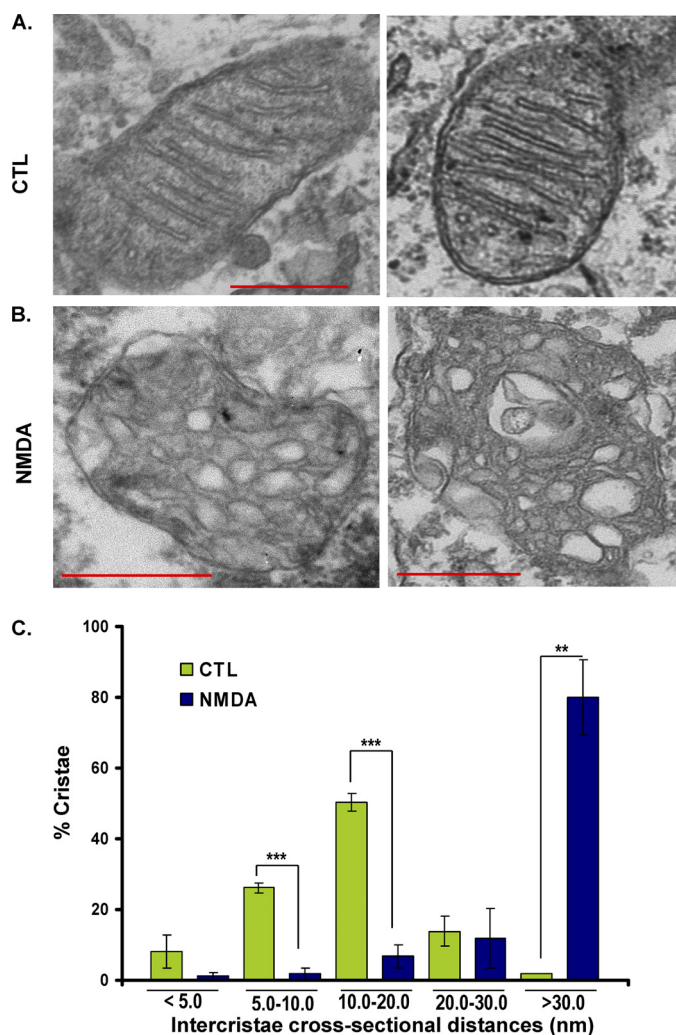 A.
CTL
B.
NMDA
C.
% Cristae
100
80
60
40
20
0
CTL
NMDA
***
***
**
< 5.0
5.0-10.0
10.0-20.0
20.0-30.0
>30.0
Intercristae cross-sectional distances (nm)